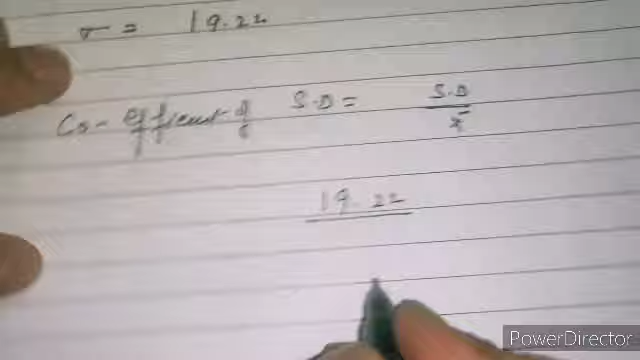 σ = 19.22
Co-efficient of S.D = S.D / x̄
19.22
PowerDirector